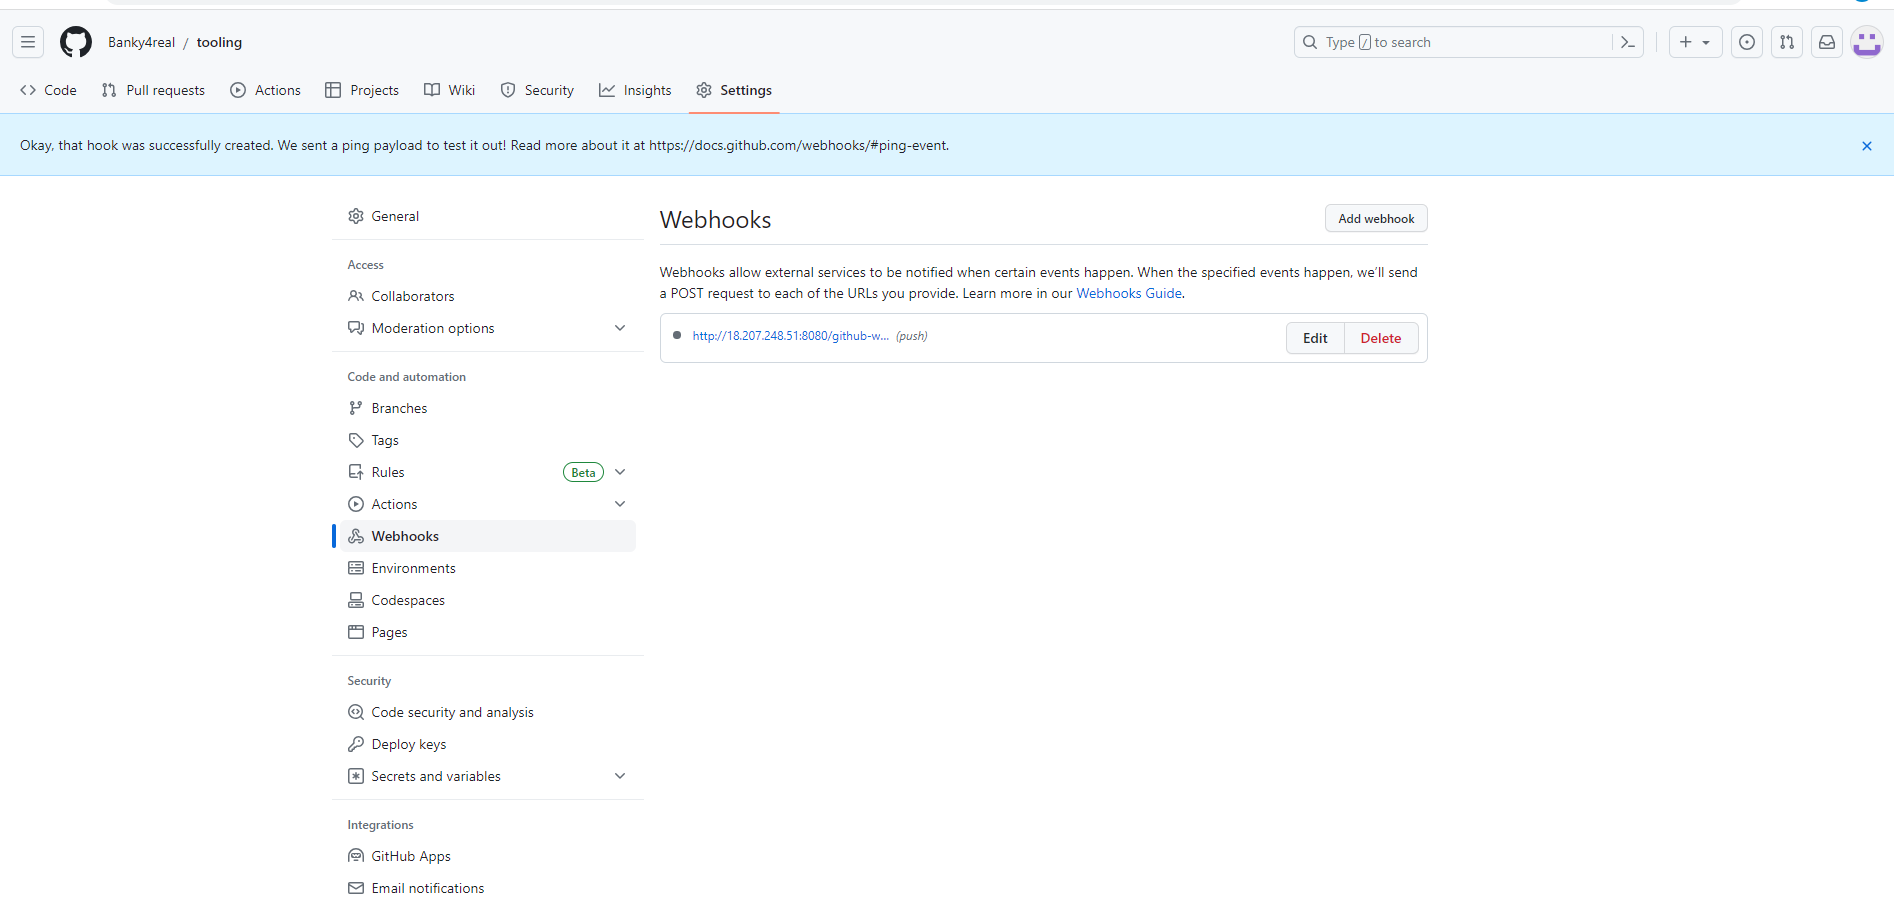 Banky4real / tooling
Type / to search
Code
Pull requests
Actions
Projects
Wiki
Security
Insights
Settings
Okay, that hook was successfully created. We sent a ping payload to test it out! Read more about it at https://docs.github.com/webhooks/#ping-event.
General
Access
Collaborators
Moderation options
Code and automation
Branches
Tags
Rules Beta
Actions
Webhooks
Environments
Codespaces
Pages
Security
Code security and analysis
Deploy keys
Secrets and variables
Integrations
GitHub Apps
Email notifications
Webhooks
Add webhook
Webhooks allow external services to be notified when certain events happen. When the specified events happen, we’ll send
a POST request to each of the URLs you provide. Learn more in our Webhooks Guide.
http://18.207.248.51:8080/github-w... (push)
Edit
Delete